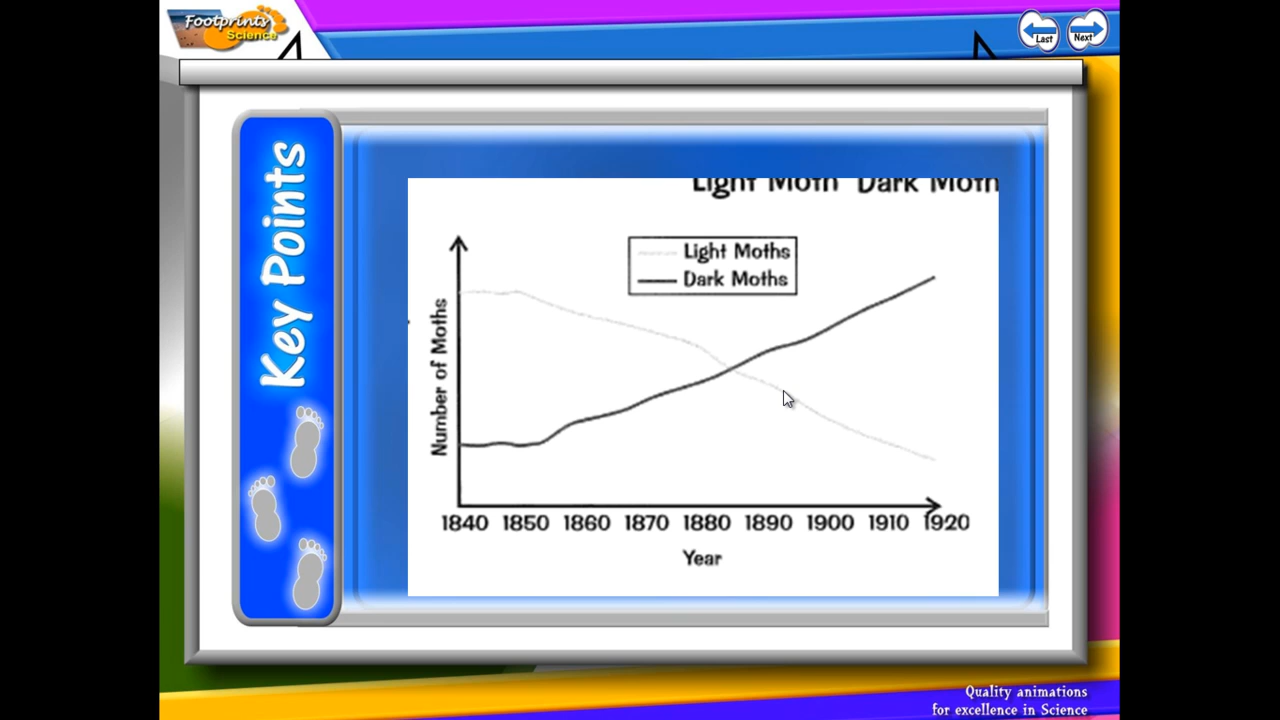 Footprints
Science
Last
Next
Key Points
Light Moth Dark Moth
Light Moths
Dark Moths
Number of Moths
1840 1850 1860 1870 1880 1890 1900 1910 1920
Year
Quality animations
for excellence in Science